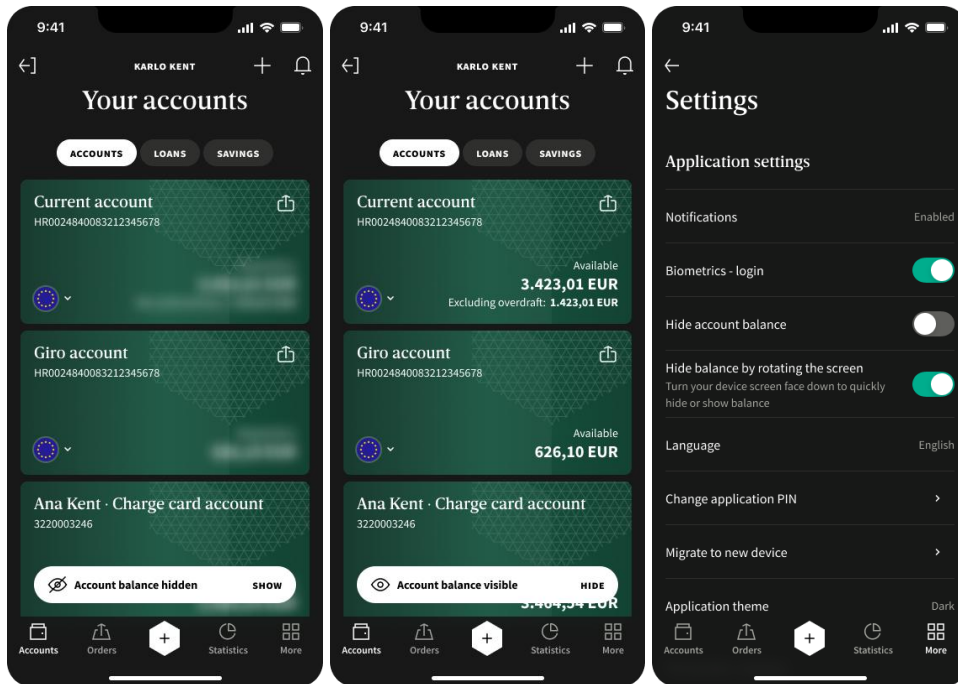 9:41
KARLO KENT
Your accounts
ACCOUNTS LOANS SAVINGS
Current account
HR0024840083212345678
Giro account
HR0024840083212345678
Ana Kent · Charge card account
3220003246
Account balance hidden SHOW
Accounts Orders Statistics More
9:41
KARLO KENT
Your accounts
ACCOUNTS LOANS SAVINGS
Current account
HR0024840083212345678
Available
3.423,01 EUR
Excluding overdraft: 1.423,01 EUR
Giro account
HR0024840083212345678
Available
626,10 EUR
Ana Kent · Charge card account
3220003246
Account balance visible HIDE
3.464,54 EUR
Accounts Orders Statistics More
9:41
Settings
Application settings
Notifications Enabled
Biometrics - login
Hide account balance
Hide balance by rotating the screen
Turn your device screen face down to quickly
hide or show balance
Language English
Change application PIN
Migrate to new device
Application theme Dark
Accounts Orders Statistics More